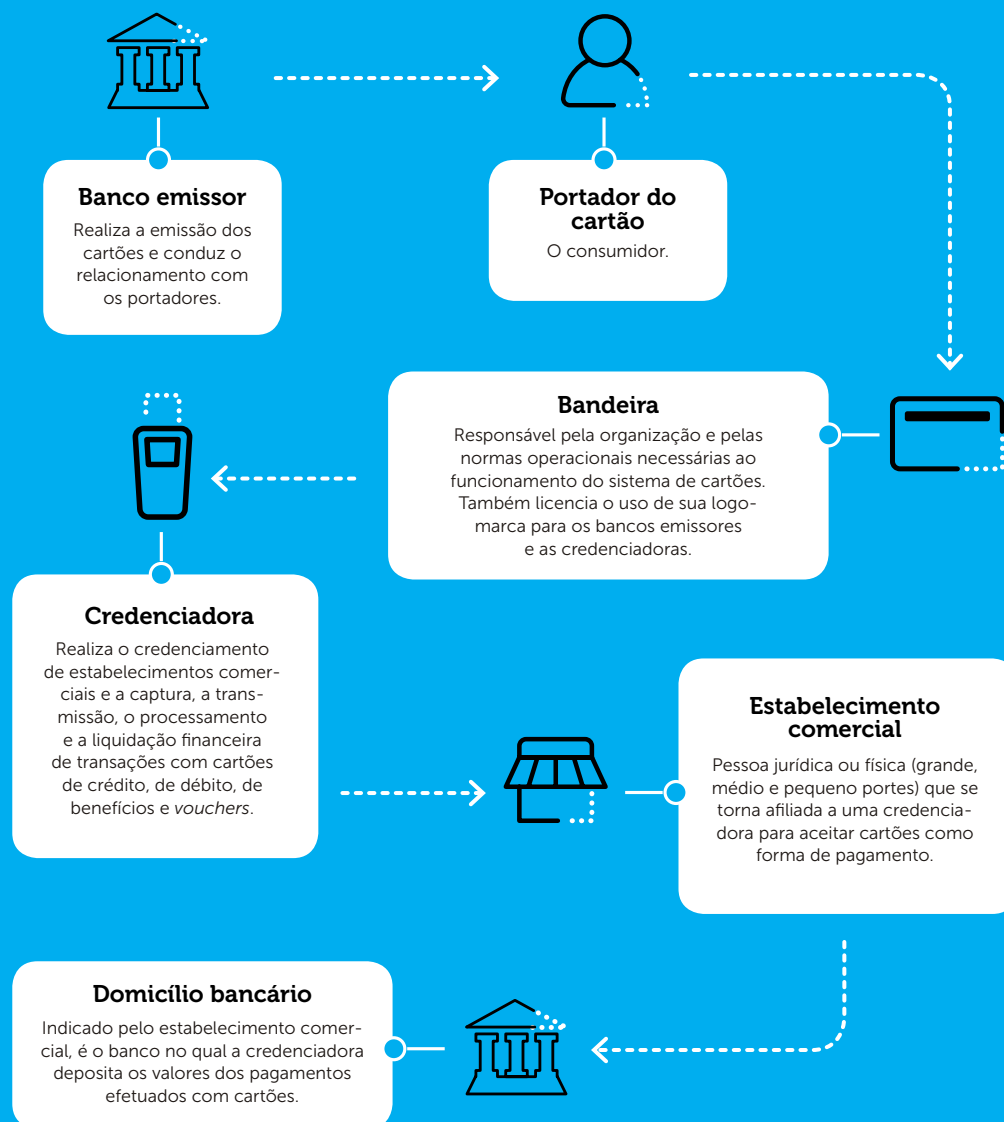 Banco emissor
Realiza a emissão dos
cartões e conduz o
relacionamento com
os portadores.
Portador do
cartão
O consumidor.
Bandeira
Responsável pela organização e pelas
normas operacionais necessárias ao
funcionamento do sistema de cartões.
Também licencia o uso de sua logo-
marca para os bancos emissores
e as credenciadoras.
Credenciadora
Realiza o credenciamento
de estabelecimentos comer-
ciais e a captura, a trans-
missão, o processamento
e a liquidação financeira
de transações com cartões
de crédito, de débito, de
benefícios e vouchers.
Estabelecimento
comercial
Pessoa jurídica ou física (grande,
médio e pequeno portes) que se
torna afiliada a uma credencia-
dora para aceitar cartões como
forma de pagamento.
Domicílio bancário
Indicado pelo estabelecimento comer-
cial, é o banco no qual a credenciadora
deposita os valores dos pagamentos
efetuados com cartões.